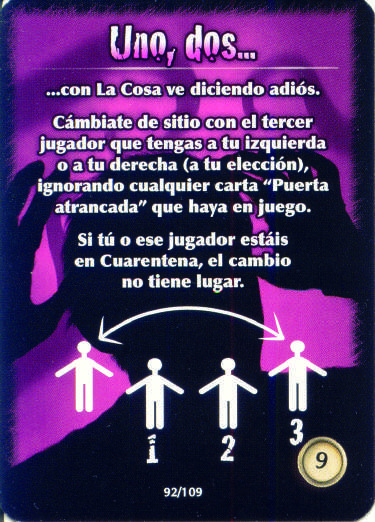 Uno, dos...
...con La Cosa ve diciendo adiós.
Cámbiate de sitio con el tercer
jugador que tengas a tu izquierda
o a tu derecha (a tu elección),
ignorando cualquier carta “Puerta
atrancada” que haya en juego.
Si tú o ese jugador estáis
en Cuarentena, el cambio
no tiene lugar.
1 2 3
9
92/109